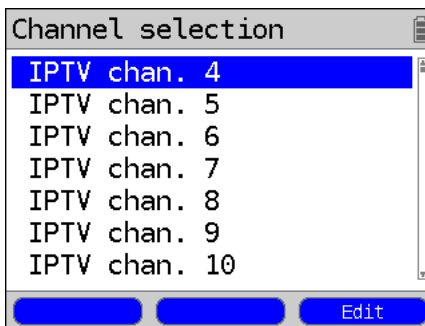 Channel selection
IPTV chan. 4
IPTV chan. 5
IPTV chan. 6
IPTV chan. 7
IPTV chan. 8
IPTV chan. 9
IPTV chan. 10
Edit